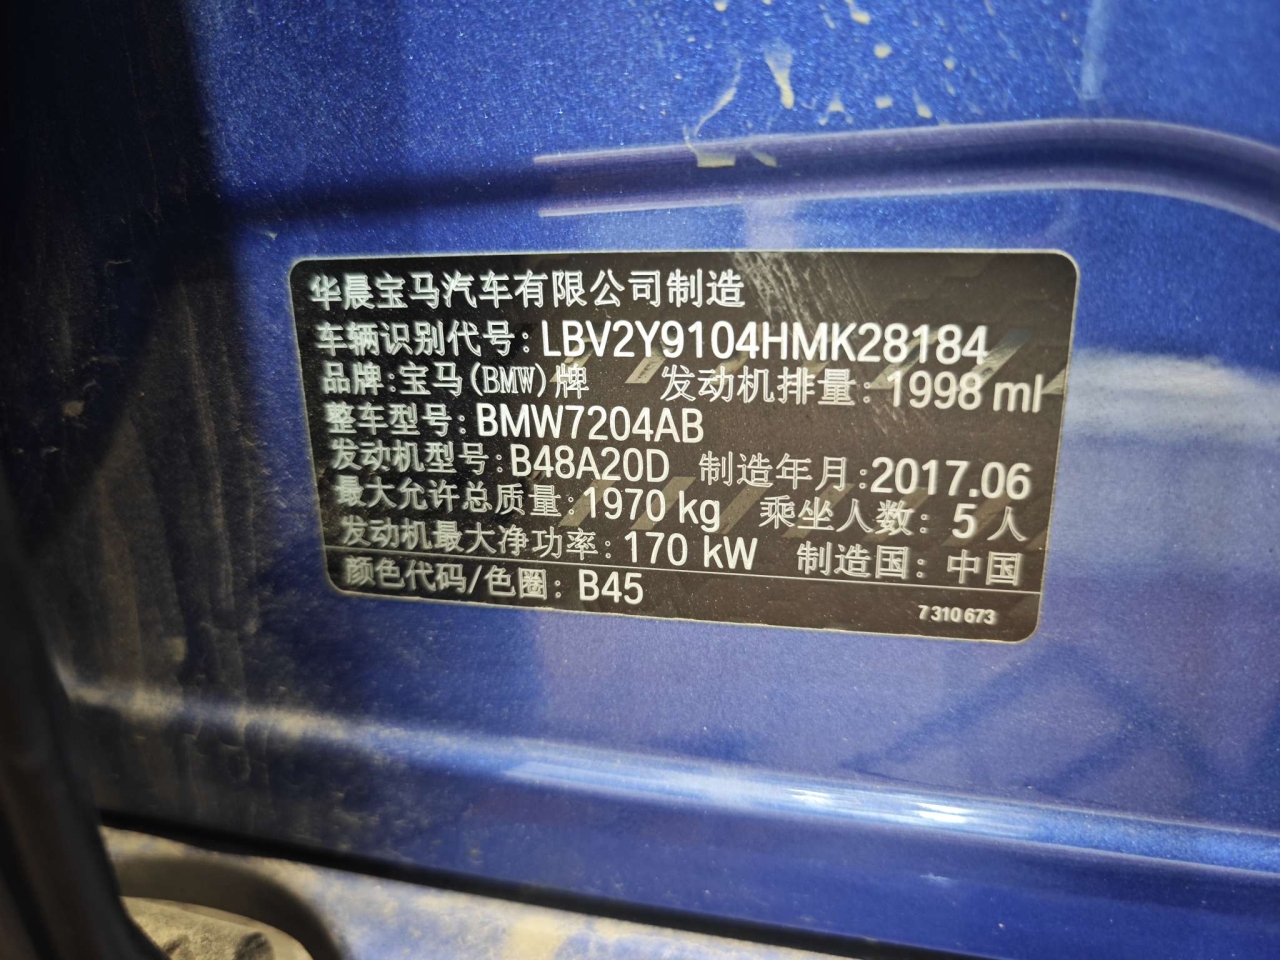 华晨宝马汽车有限公司制造
车辆识别代号: LBV2Y9104HMK28184
品牌: 宝马(BMW)牌 发动机排量: 1998 ml
整车型号: BMW7204AB
发动机型号: B48A20D 制造年月: 2017.06
最大允许总质量: 1970 kg 乘坐人数: 5 人
发动机最大净功率: 170 kW 制造国: 中国
颜色代码/色圈: B45
7310673